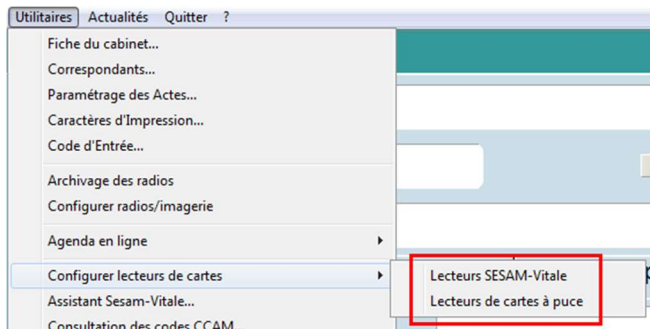 Utilitaires Actualités Quitter ?
Fiche du cabinet...
Correspondants...
Paramétrage des Actes...
Caractères d'Impression...
Code d'Entrée...
Archivage des radios
Configurer radios/imagerie
Agenda en ligne
Configurer lecteurs de cartes
Lecteurs SESAM-Vitale
Lecteurs de cartes à puce
Assistant Sesam-Vitale...
Consultation des codes CCAM